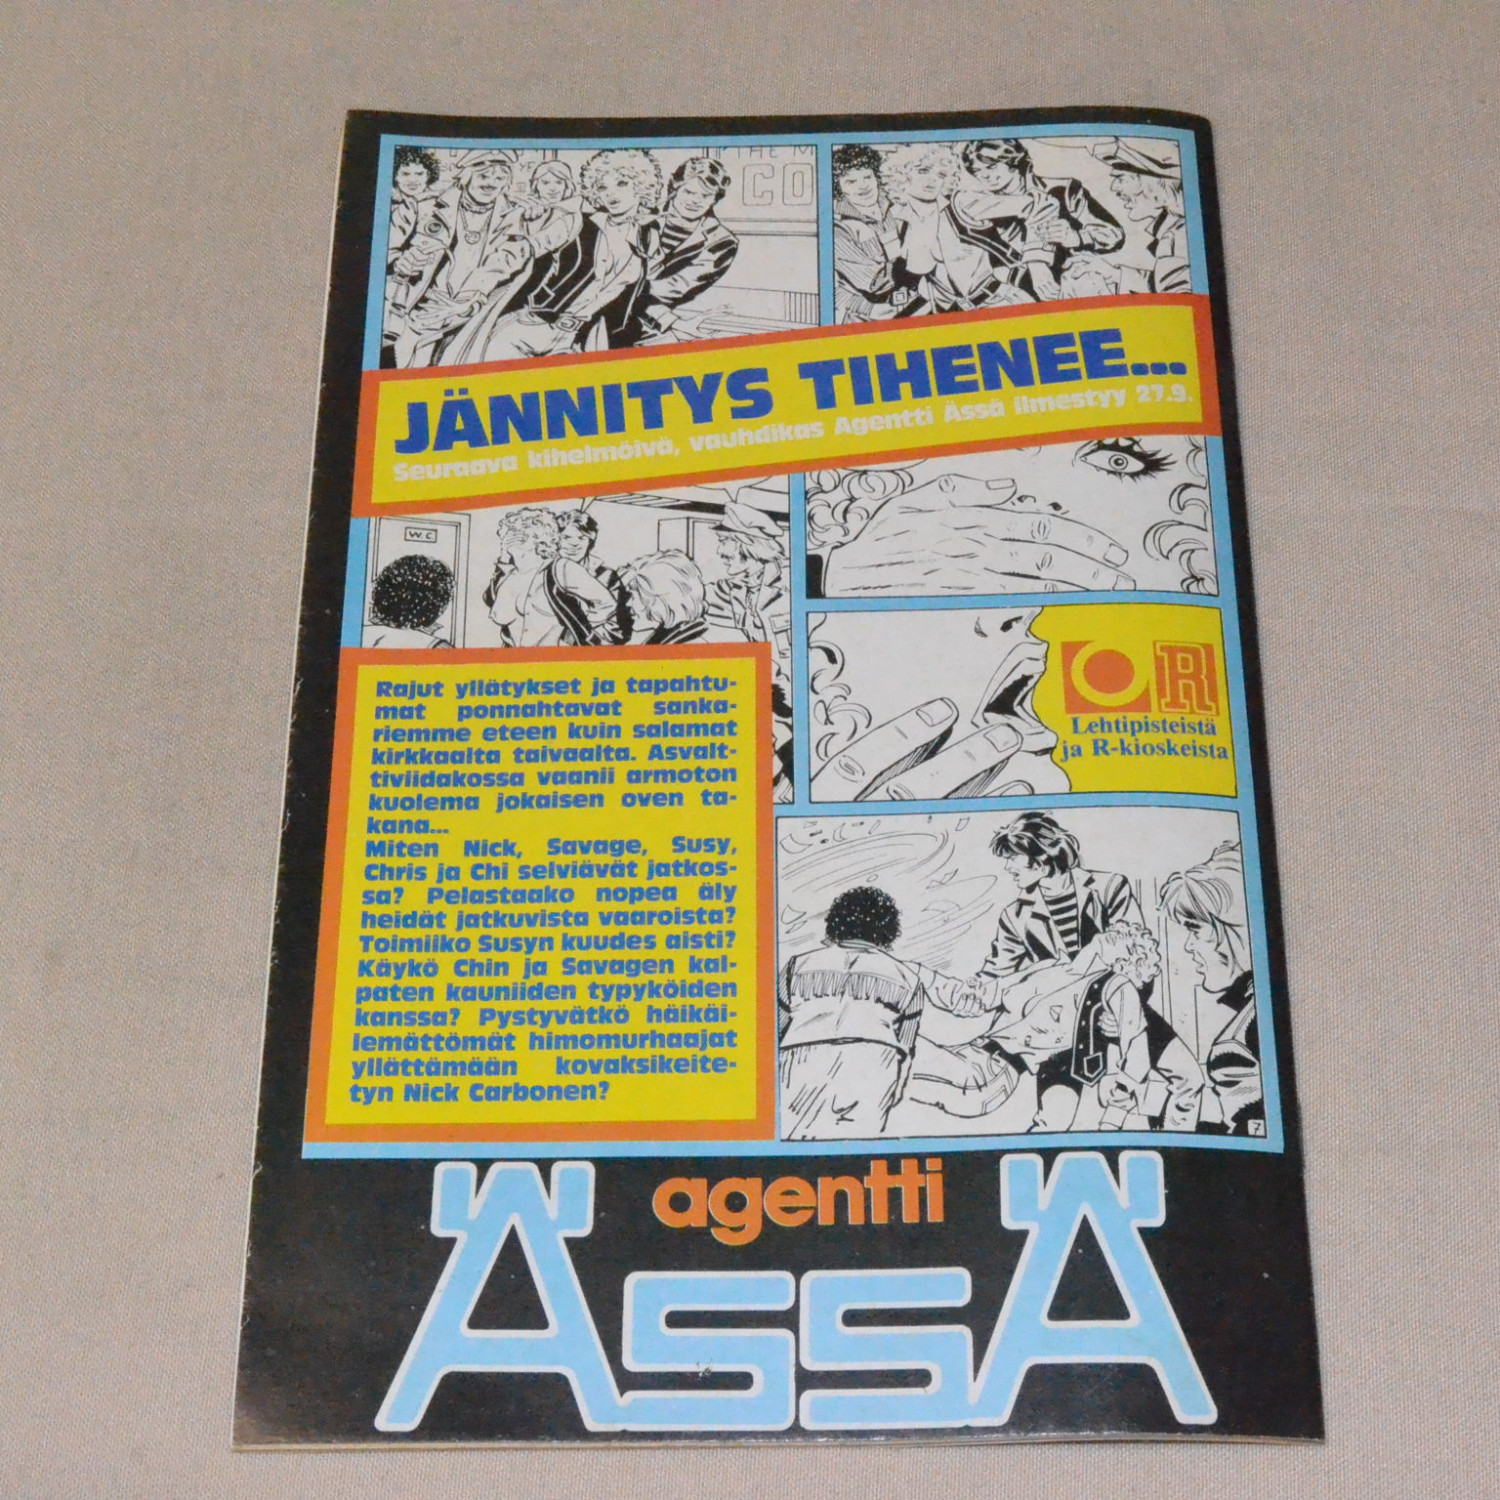 THE M
CO
JÄNNITYS TIHENEE...
Seuraava kihelmöivä, vauhdikas Agentti Ässä ilmestyy 27.9.
W.C
R
Lehtipisteistä
ja R-kioskeista
Rajut yllätykset ja tapahtu-
mat ponnahtavat sanka-
riemme eteen kuin salamat
kirkkaalta taivaalta. Asvalt-
tiviidakossa vaanii armoton
kuolema jokaisen oven ta-
kana...
Miten Nick, Savage, Susy,
Chris ja Chi selviävät jatkos-
sa? Pelastaako nopea äly
heidät jatkuvista vaaroista?
Toimiiko Susyn kuudes aisti?
Käykö Chin ja Savagen kal-
paten kauniiden typyköiden
kanssa? Pystyvätkö häikäi-
lemättömät himomurhaajat
yllättämään kovaksikeite-
tyn Nick Carbonen?
7
agentti
ÄSSÄ